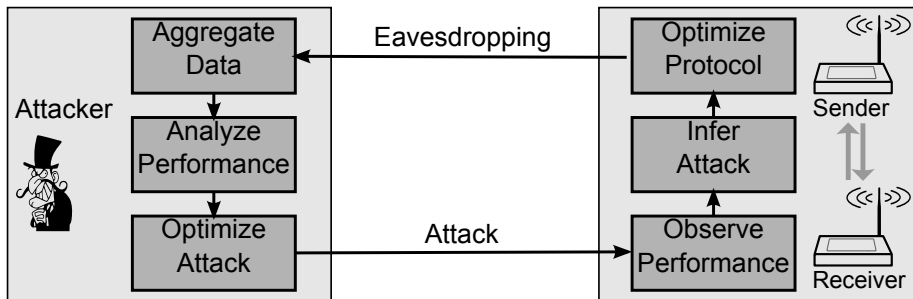 Attacker
Aggregate
Data
Analyze
Performance
Optimize
Attack
Eavesdropping
Attack
Optimize
Protocol
Infer
Attack
Observe
Performance
Sender
Receiver